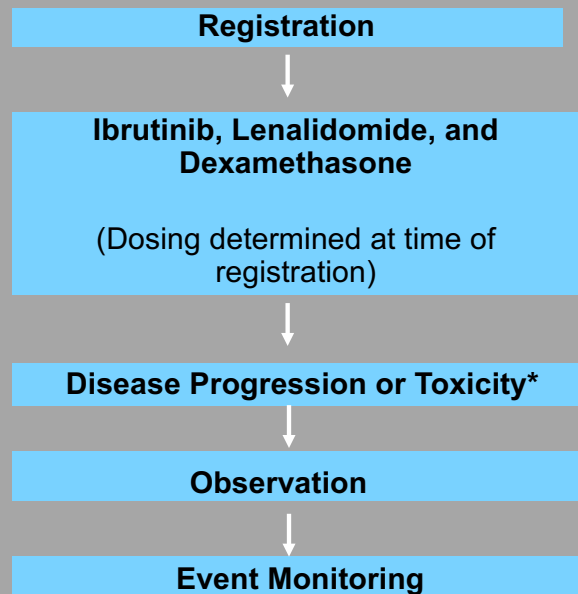 Registration
Ibrutinib, Lenalidomide, and
Dexamethasone
(Dosing determined at time of
registration)
Disease Progression or Toxicity*
Observation
Event Monitoring